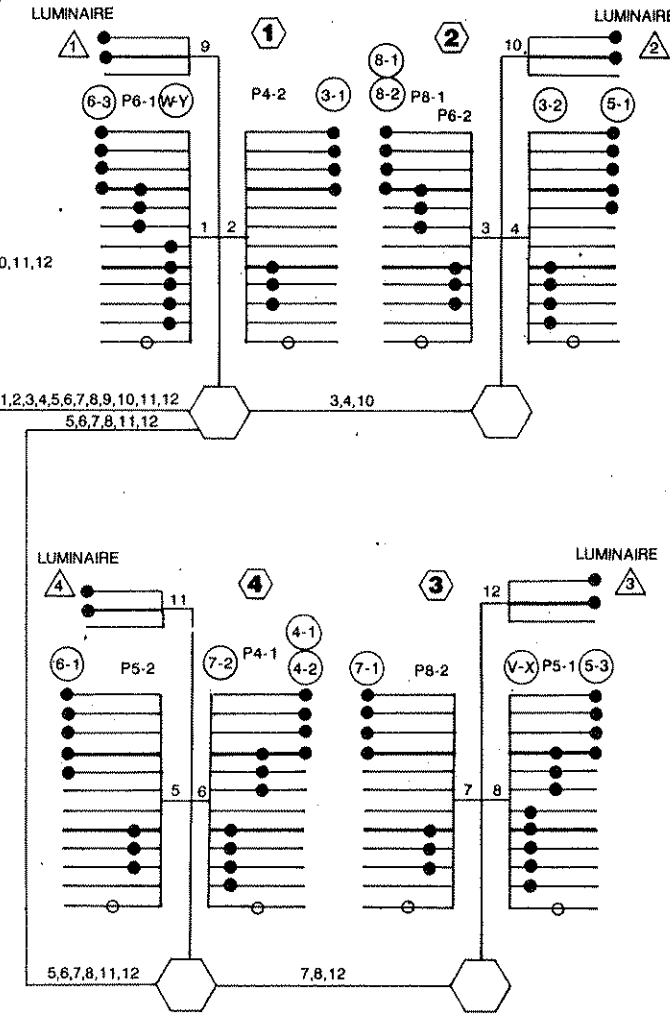 LUMINAIRE
1
9
1
2
LUMINAIRE
10
2
6-3 P6-1 W-Y
P4-2 3-1
8-1
8-2 P8-1
P6-2
3-2 5-1
1 2
3 4
0,11,12
1,2,3,4,5,6,7,8,9,10,11,12
3,4,10
5,6,7,8,11,12
LUMINAIRE
4
11
4
3
LUMINAIRE
12
3
6-1 P5-2
7-2 P4-1 4-1
4-2
7-1 P8-2
V-X P5-1 5-3
5 6
7 8
5,6,7,8,11,12
7,8,12